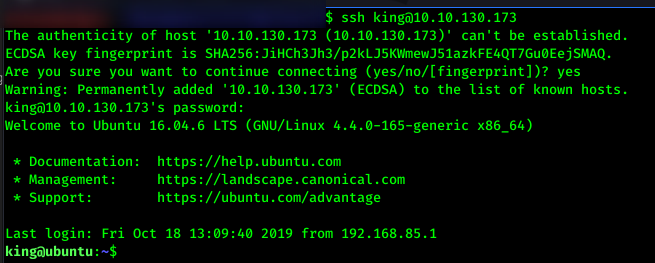 $ ssh king@10.10.130.173
The authenticity of host '10.10.130.173 (10.10.130.173)' can't be established.
ECDSA key fingerprint is SHA256:JiHCh3Jh3/p2kLJ5KWmewJ51azkFE4QT7Gu0EejSMAQ.
Are you sure you want to continue connecting (yes/no/[fingerprint])? yes
Warning: Permanently added '10.10.130.173' (ECDSA) to the list of known hosts.
king@10.10.130.173's password:
Welcome to Ubuntu 16.04.6 LTS (GNU/Linux 4.4.0-165-generic x86_64)
* Documentation:  https://help.ubuntu.com
* Management:     https://landscape.canonical.com
* Support:        https://ubuntu.com/advantage
Last login: Fri Oct 18 13:09:40 2019 from 192.168.85.1
king@ubuntu:~$